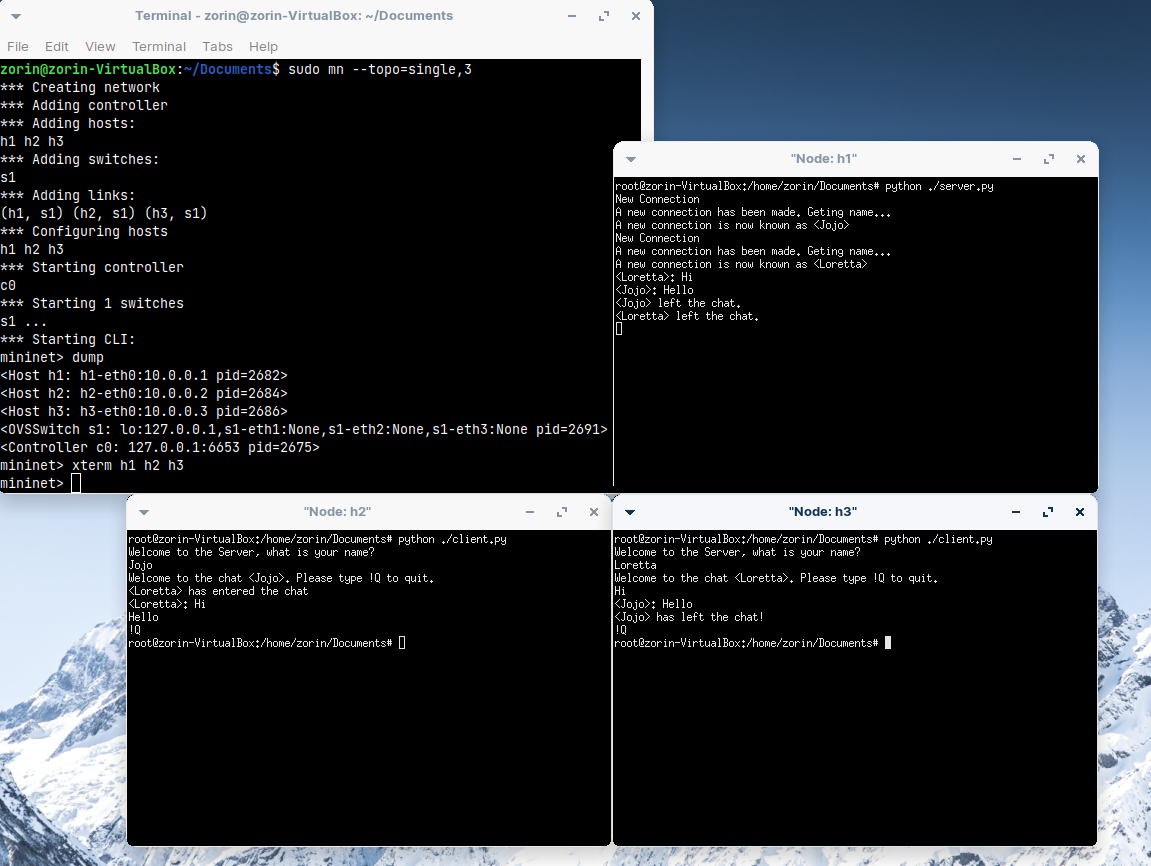 Terminal - zorin@zorin-VirtualBox: ~/Documents
File Edit View Terminal Tabs Help
zorin@zorin-VirtualBox:~/Documents$ sudo mn --topo=single,3
*** Creating network
*** Adding controller
*** Adding hosts:
h1 h2 h3
*** Adding switches:
s1
*** Adding links:
(h1, s1) (h2, s1) (h3, s1)
*** Configuring hosts
h1 h2 h3
*** Starting controller
c0
*** Starting 1 switches
s1 ...
*** Starting CLI:
mininet> dump
<Host h1: h1-eth0:10.0.0.1 pid=2682>
<Host h2: h2-eth0:10.0.0.2 pid=2684>
<Host h3: h3-eth0:10.0.0.3 pid=2686>
<OVSSwitch s1: lo:127.0.0.1,s1-eth1:None,s1-eth2:None,s1-eth3:None pid=2691>
<Controller c0: 127.0.0.1:6653 pid=2675>
mininet> xterm h1 h2 h3
mininet>
"Node: h1"
root@zorin-VirtualBox:/home/zorin/Documents# python ./server.py
New Connection
A new connection has been made. Geting name...
A new connection is now known as <Jojo>
New Connection
A new connection has been made. Geting name...
A new connection is now known as <Loretta>
<Loretta>: Hi
<Jojo>: Hello
<Jojo> left the chat.
<Loretta> left the chat.
"Node: h2"
root@zorin-VirtualBox:/home/zorin/Documents# python ./client.py
Welcome to the Server, what is your name?
Jojo
Welcome to the chat <Jojo>. Please type !Q to quit.
<Loretta> has entered the chat
<Loretta>: Hi
Hello
!Q
root@zorin-VirtualBox:/home/zorin/Documents#
"Node: h3"
root@zorin-VirtualBox:/home/zorin/Documents# python ./client.py
Welcome to the Server, what is your name?
Loretta
Welcome to the chat <Loretta>. Please type !Q to quit.
Hi
<Jojo>: Hello
<Jojo> has left the chat!
!Q
root@zorin-VirtualBox:/home/zorin/Documents#